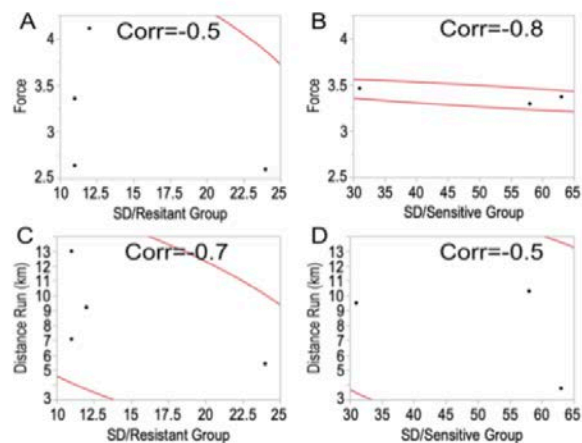 A
Corr=-0.5
Force
4
3.5
3
2.5
10 12.5 15 17.5 20 22.5 25
SD/Resitant Group
B
Corr=-0.8
Force
4
3.5
3
2.5
30 35 40 45 50 55 60 65
SD/Sensitive Group
C
Corr=-0.7
Distance Run (km)
13
12
11
10
9
8
7
6
5
4
3
10 12.5 15 17.5 20 22.5 25
SD/Resistant Group
D
Corr=-0.5
Distance Run (km)
13
12
11
10
9
8
7
6
5
4
3
30 35 40 45 50 55 60 65
SD/Sensitive Group